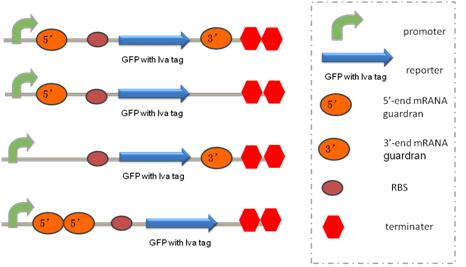 5′ 3′
GFP with lva tag
5′
GFP with lva tag
3′
GFP with lva tag
5′ 5′
GFP with lva tag
promoter
reporter
GFP with lva tag
5′ 5′-end mRANA
guardran
3′ 3′-end mRANA
guardran
RBS
terminater